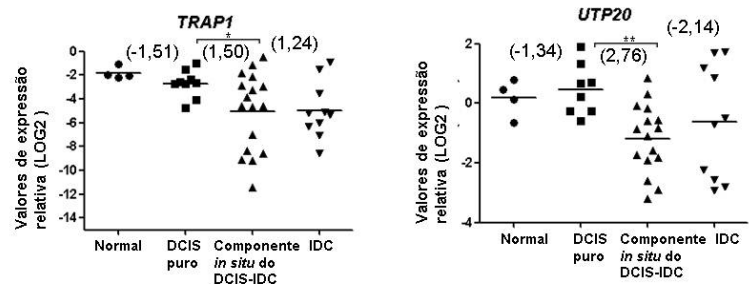 TRAP1
*
(-1,51) (1,50) (1,24)
Valores de expressão
relativa (LOG2)
0
-2
-4
-6
-8
-10
-12
-14
Normal
DCIS
puro
Componente
in situ do
DCIS-IDC
IDC
UTP20
**
(-1,34) (2,76) (-2,14)
Valores de expressão
relativa (LOG2)
2
0
-2
-4
Normal
DCIS
puro
Componente
in situ do
DCIS-IDC
IDC